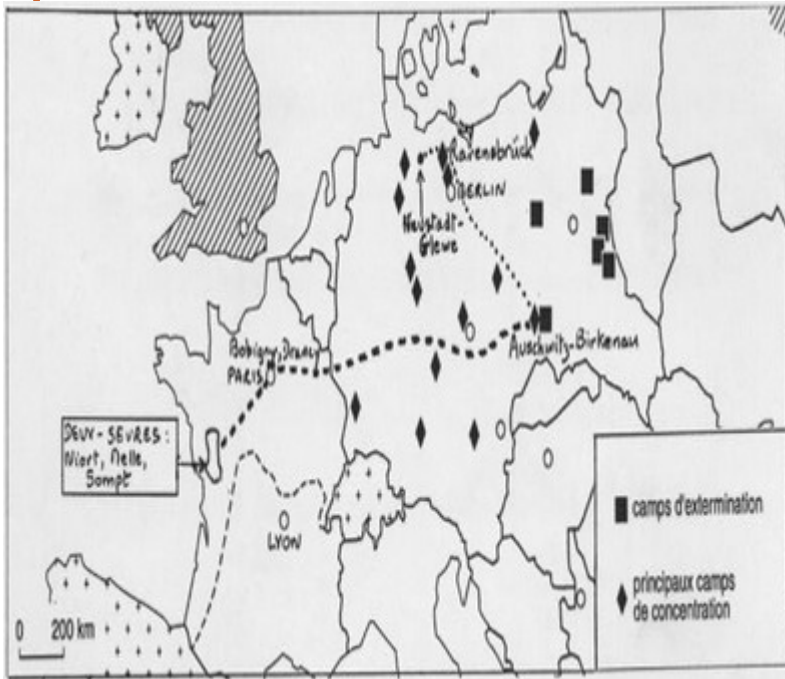 Ravensbrück
BERLIN
Neustadt-
Glewe
Auschwitz-Birkenau
Bobigny, Drancy
PARIS
DEUX-SEVRES:
Niort, Melle,
Sompt
LYON
camps d'extermination
principaux camps
de concentration
0 200 km